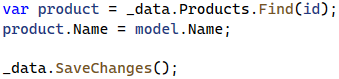 var product = _data.Products.Find(id);
product.Name = model.Name;
_data.SaveChanges();